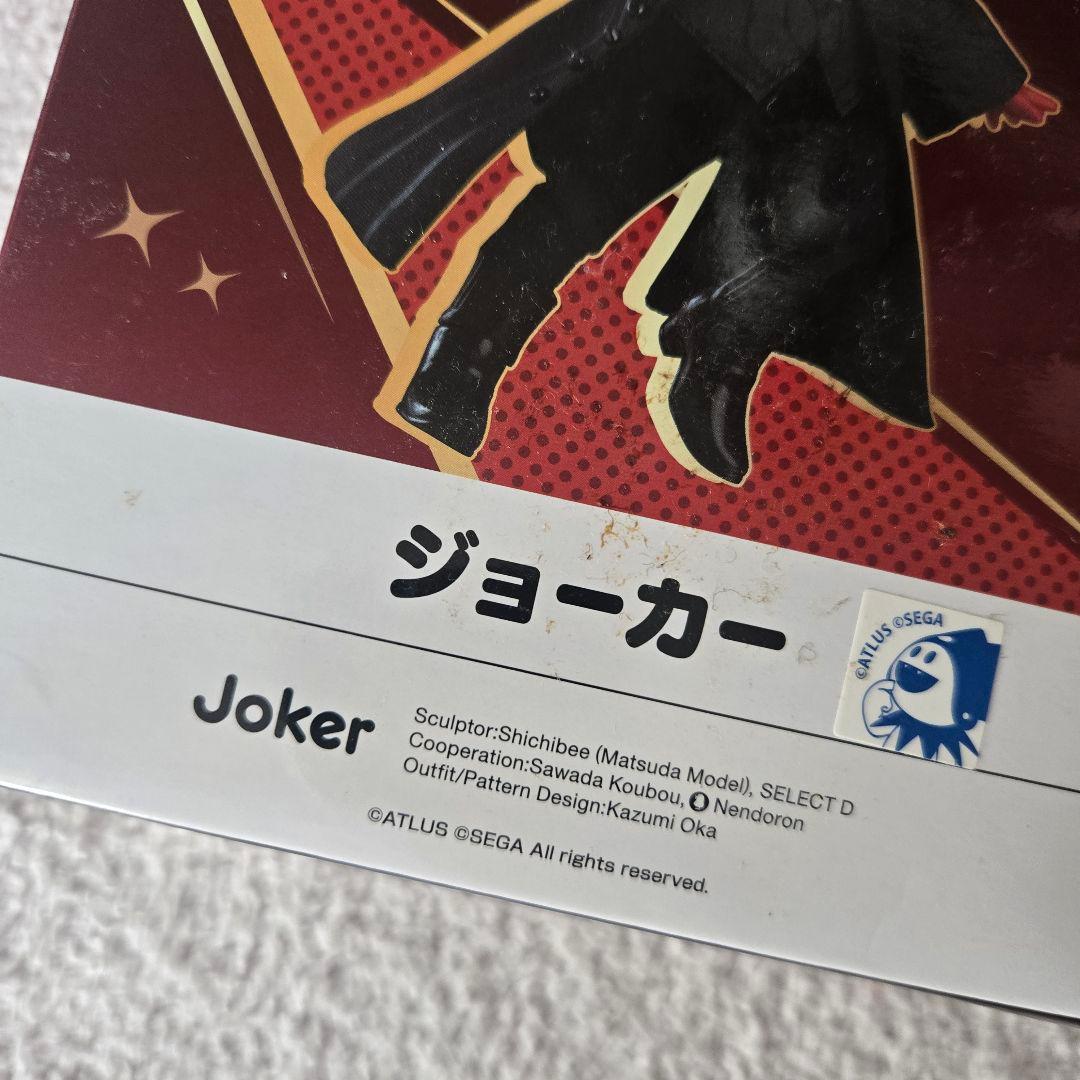 ジョーカー
©ATLUS ©SEGA
Joker
Sculptor:Shichibee (Matsuda Model), SELECT D
Cooperation:Sawada Koubou, Nendoron
Outfit/Pattern Design:Kazumi Oka
©ATLUS ©SEGA All rights reserved.